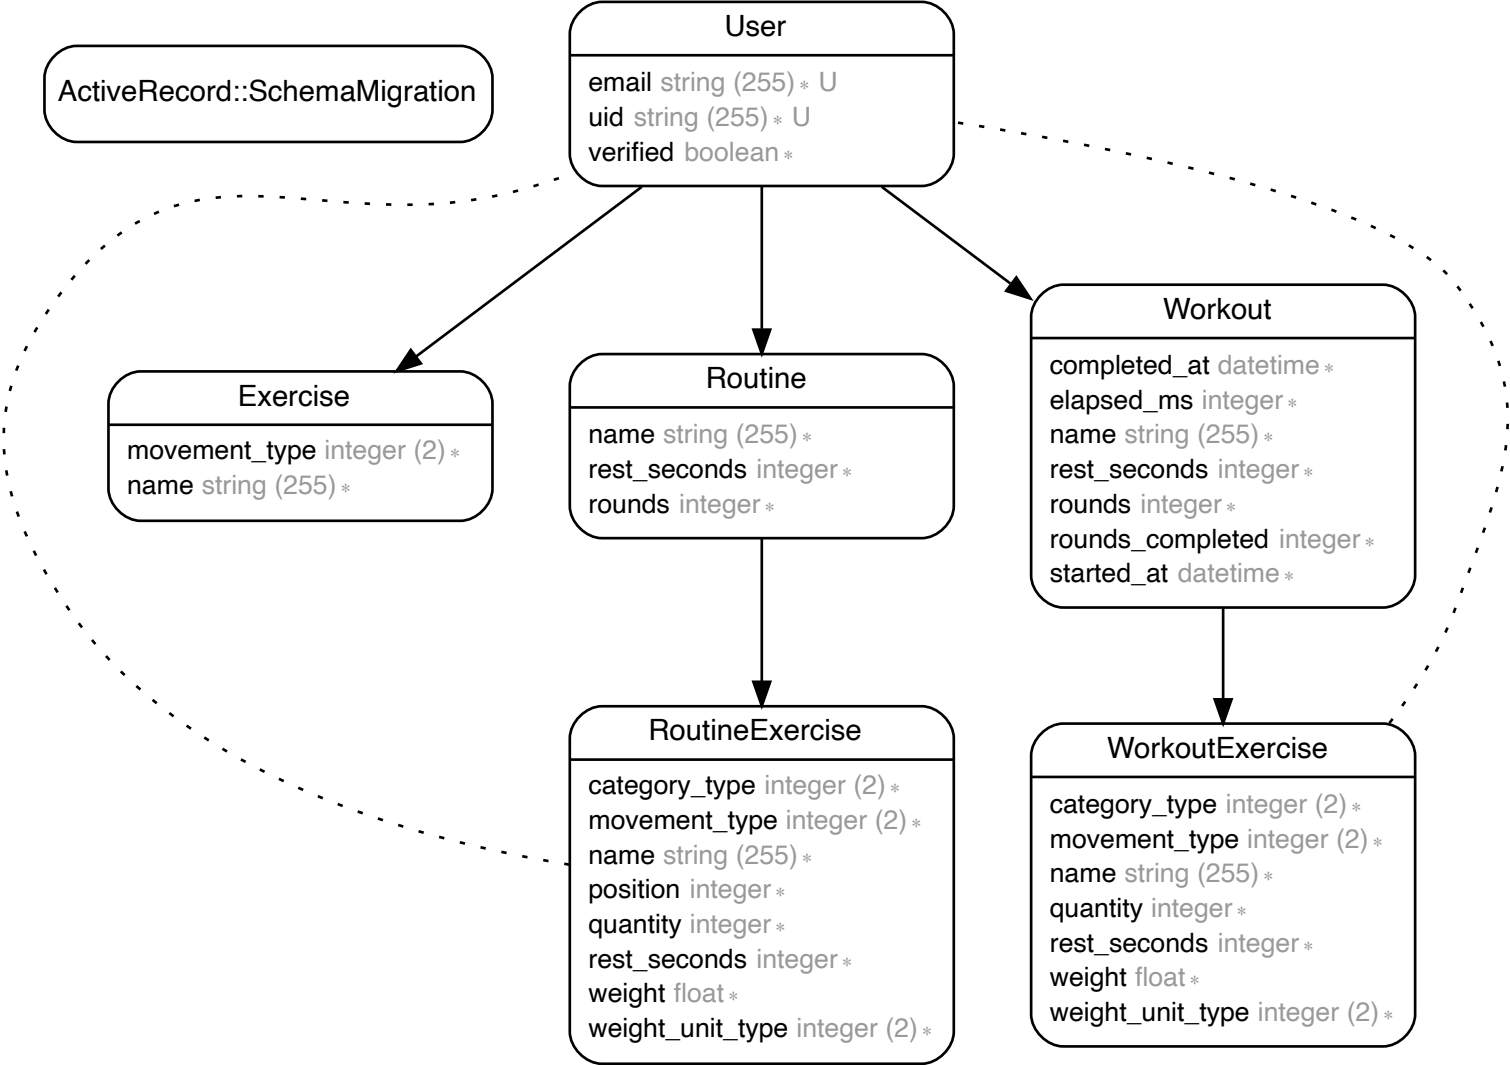 ActiveRecord::SchemaMigration
User
email string (255) * U
uid string (255) * U
verified boolean *
Exercise
movement_type integer (2) *
name string (255) *
Routine
name string (255) *
rest_seconds integer *
rounds integer *
Workout
completed_at datetime *
elapsed_ms integer *
name string (255) *
rest_seconds integer *
rounds integer *
rounds_completed integer *
started_at datetime *
RoutineExercise
category_type integer (2) *
movement_type integer (2) *
name string (255) *
position integer *
quantity integer *
rest_seconds integer *
weight float *
weight_unit_type integer (2) *
WorkoutExercise
category_type integer (2) *
movement_type integer (2) *
name string (255) *
quantity integer *
rest_seconds integer *
weight float *
weight_unit_type integer (2) *